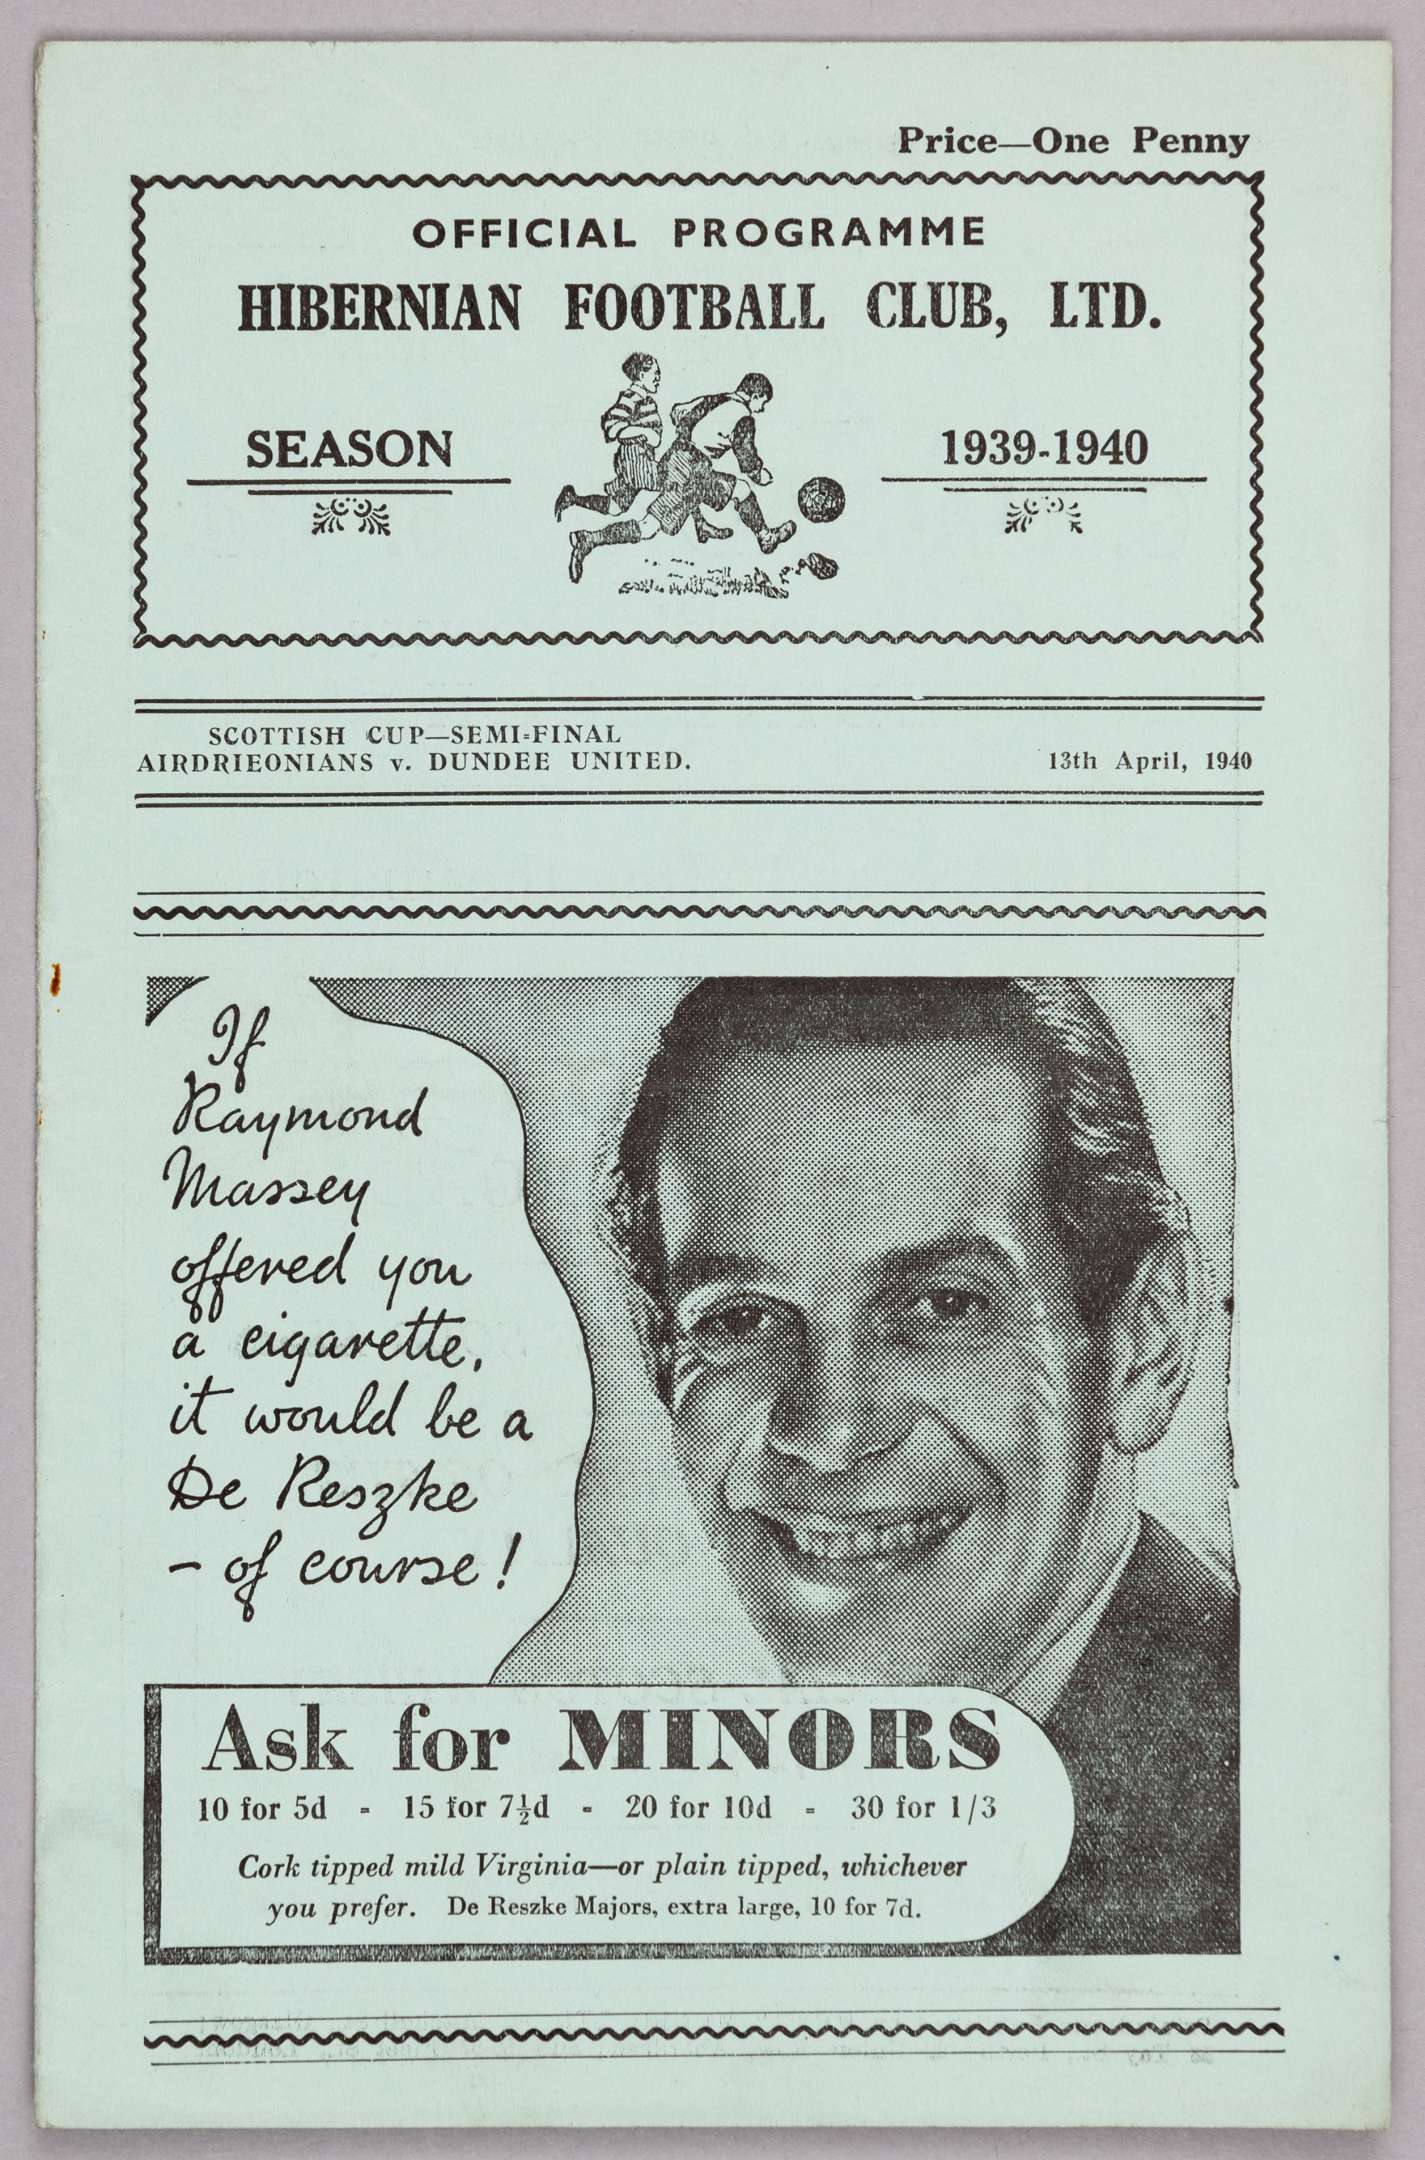 Price—One Penny
OFFICIAL PROGRAMME
HIBERNIAN FOOTBALL CLUB, LTD.
SEASON 1939-1940
SCOTTISH CUP—SEMI-FINAL
AIRDRIEONIANS v. DUNDEE UNITED. 13th April, 1940
If
Raymond
Massey
offered you
a cigarette,
it would be a
De Reszke
– of course!
Ask for MINORS
10 for 5d - 15 for 7½d - 20 for 10d - 30 for 1/3
Cork tipped mild Virginia—or plain tipped, whichever
you prefer. De Reszke Majors, extra large, 10 for 7d.